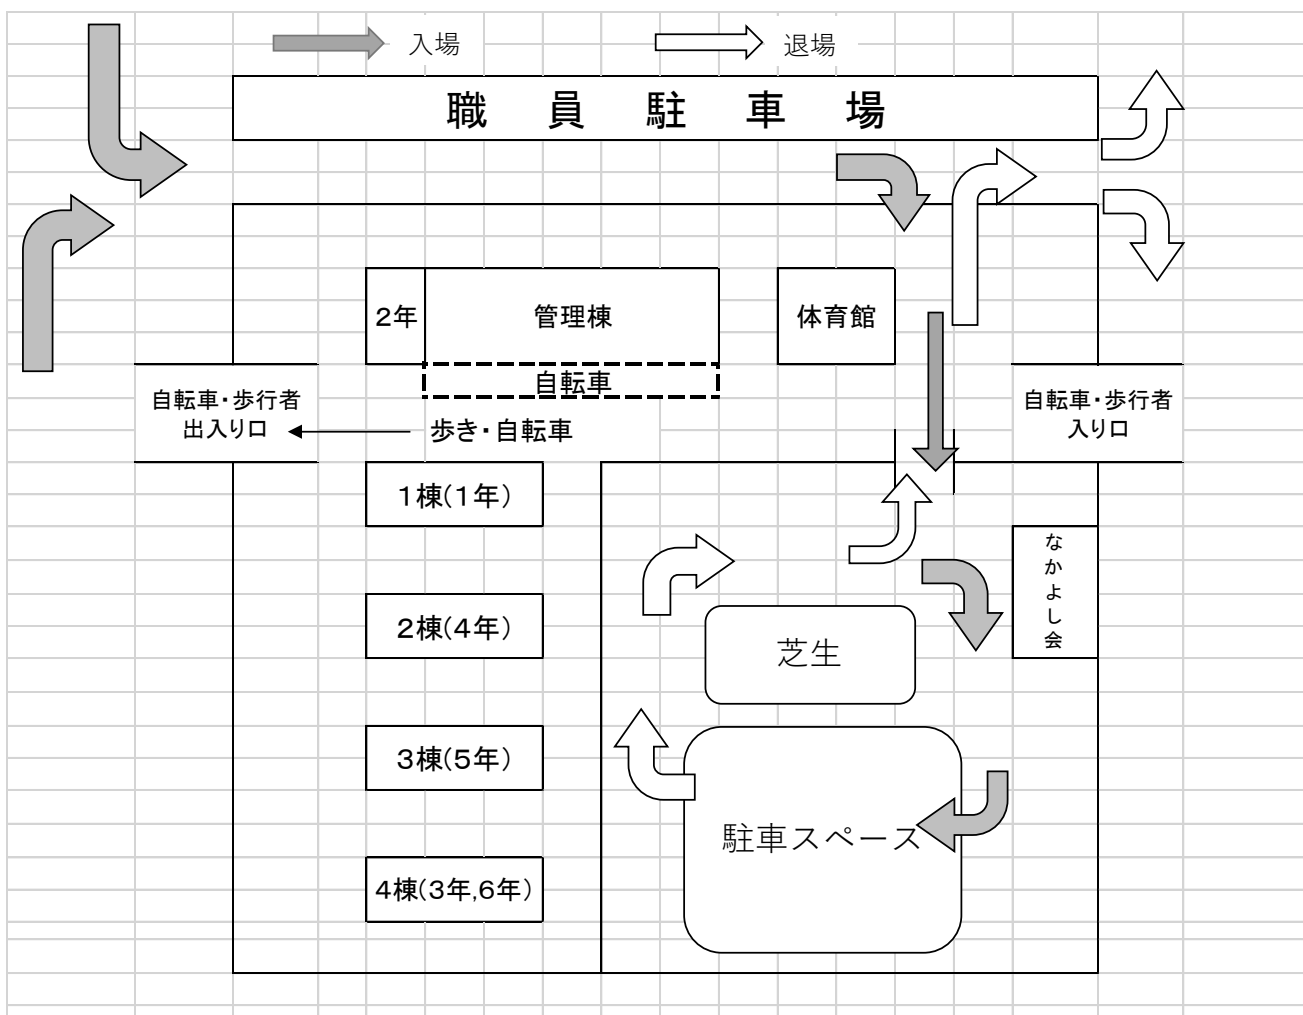 入場
退場
職員駐車場
２年
管理棟
体育館
自転車
自転車・歩行者
出入り口
歩き・自転車
自転車・歩行者
入り口
１棟(１年)
なかよし会
２棟(４年)
芝生
３棟(５年)
駐車スペース
４棟(３年,６年)